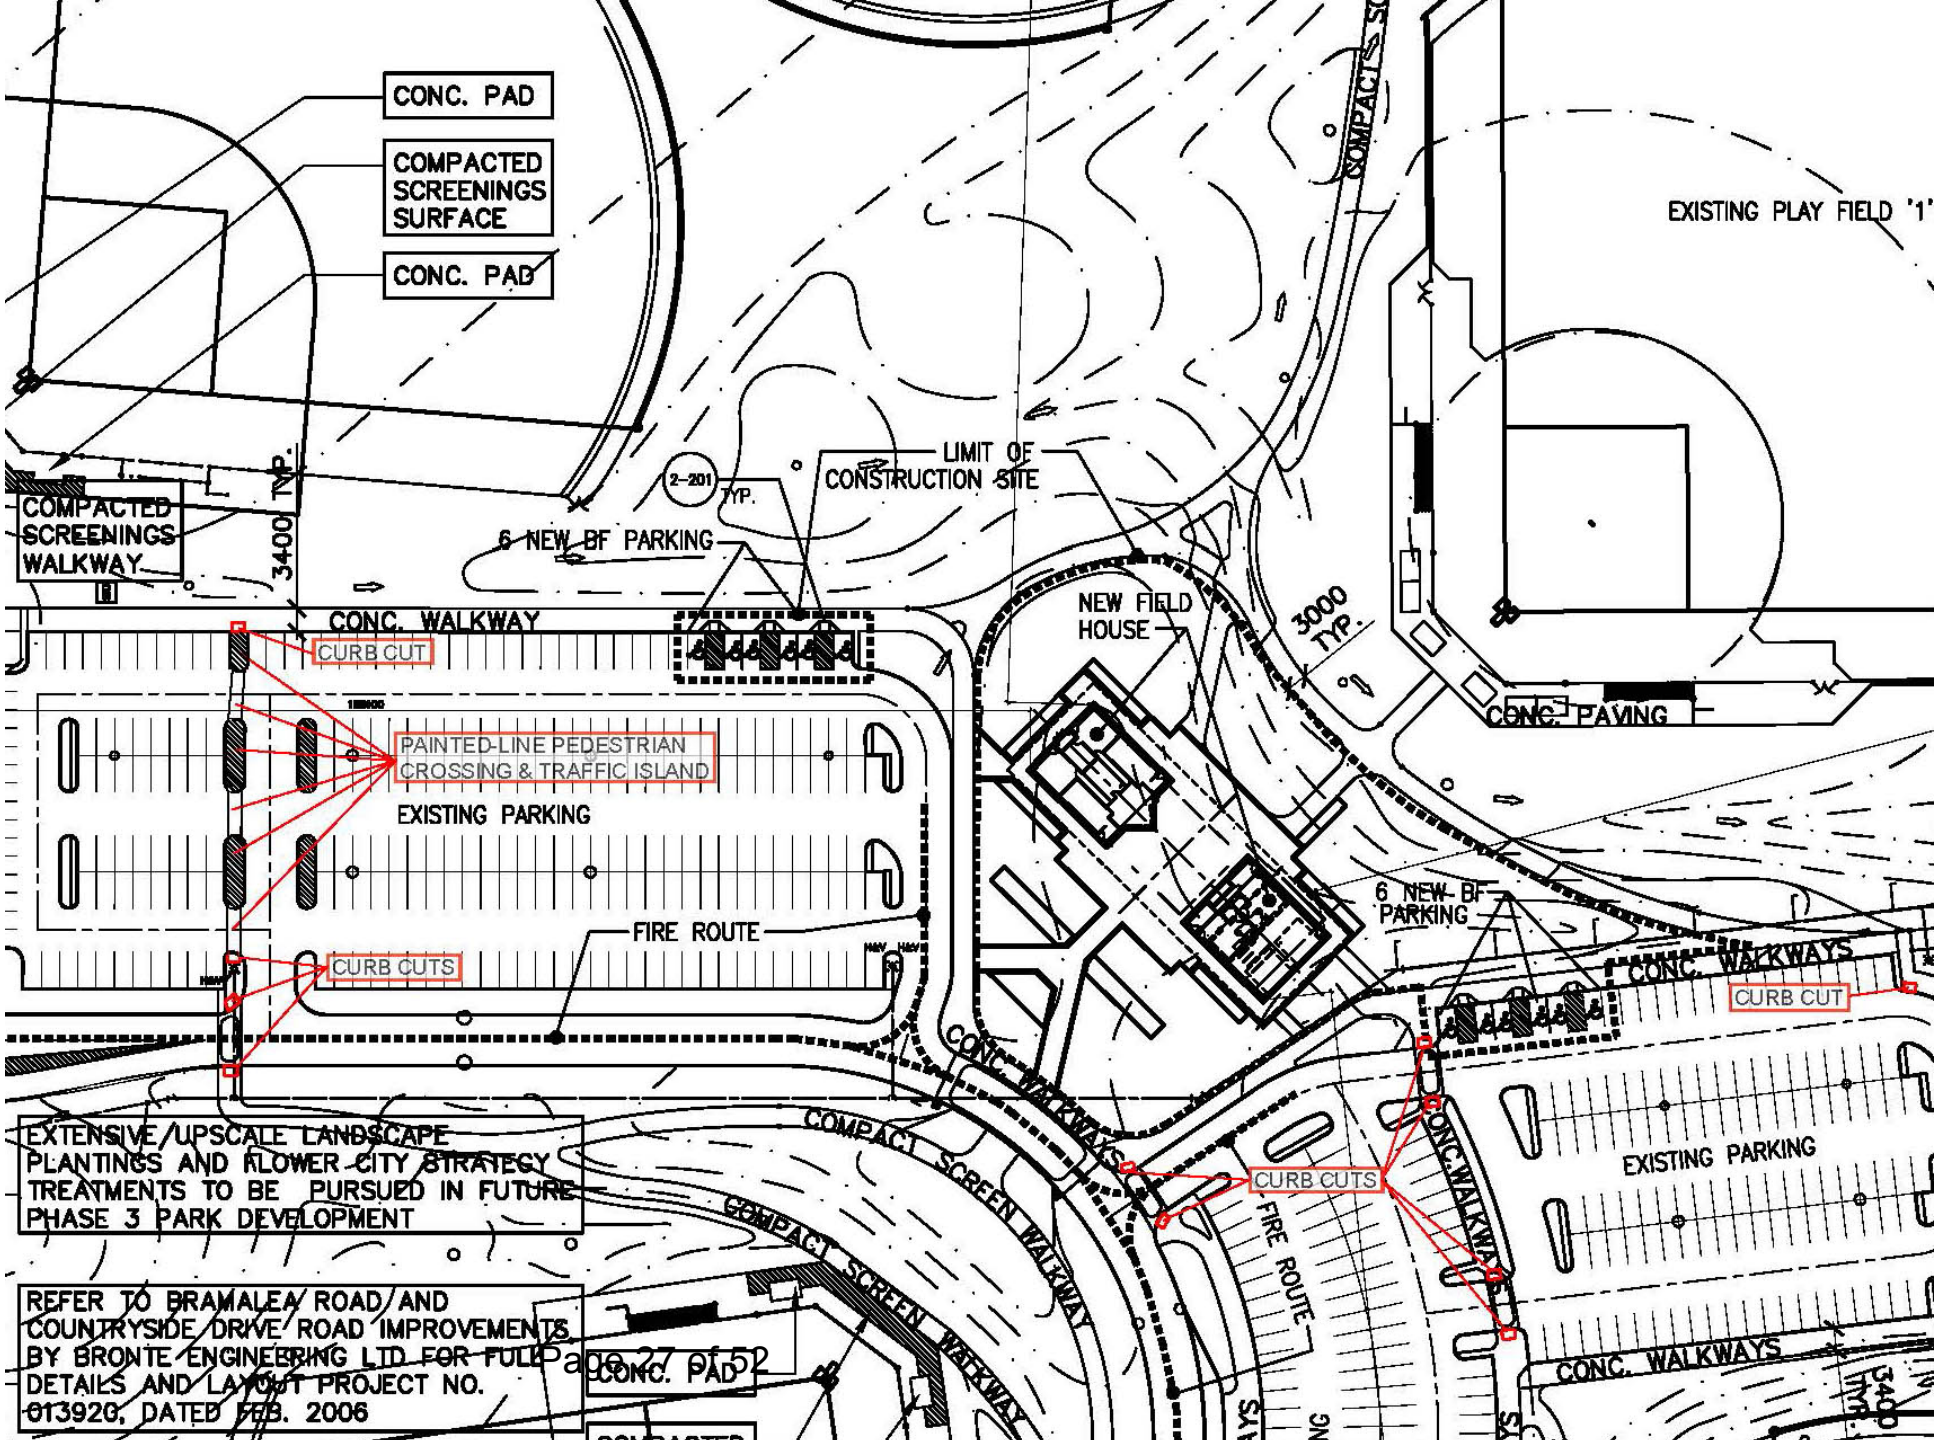 COMPACT
CONC. PAD
COMPACTED
SCREENINGS
SURFACE
CONC. PAD
EXISTING PLAY FIELD '1'
LIMIT OF
CONSTRUCTION SITE
2-201
TYP.
6 NEW BF PARKING
COMPACTED
SCREENINGS
WALKWAY
3400 TYP.
CONC. WALKWAY
CURB CUT
NEW FIELD
HOUSE
3000
TYP.
CONC. PAVING
PAINTED-LINE PEDESTRIAN
CROSSING & TRAFFIC ISLAND
EXISTING PARKING
6 NEW BF
PARKING
FIRE ROUTE
CURB CUTS
CONC. WALKWAYS
CURB CUT
CONC. WALKWAYS
COMPACT SCREEN WALKWAY
CONC. WALKWAYS
EXISTING PARKING
CURB CUTS
FIRE ROUTE
EXTENSIVE/UPSCALE LANDSCAPE
PLANTINGS AND FLOWER CITY STRATEGY
TREATMENTS TO BE PURSUED IN FUTURE
PHASE 3 PARK DEVELOPMENT
COMPACT SCREEN WALKWAY
REFER TO BRAMALEA ROAD AND
COUNTRYSIDE DRIVE ROAD IMPROVEMENTS
BY BRONTE ENGINEERING LTD FOR FULL
DETAILS AND LAYOUT PROJECT NO.
013920, DATED FEB. 2006
Page 27 of 52
CONC. PAD
CONC. WALKWAYS
3400
TYP.
COMPACTED